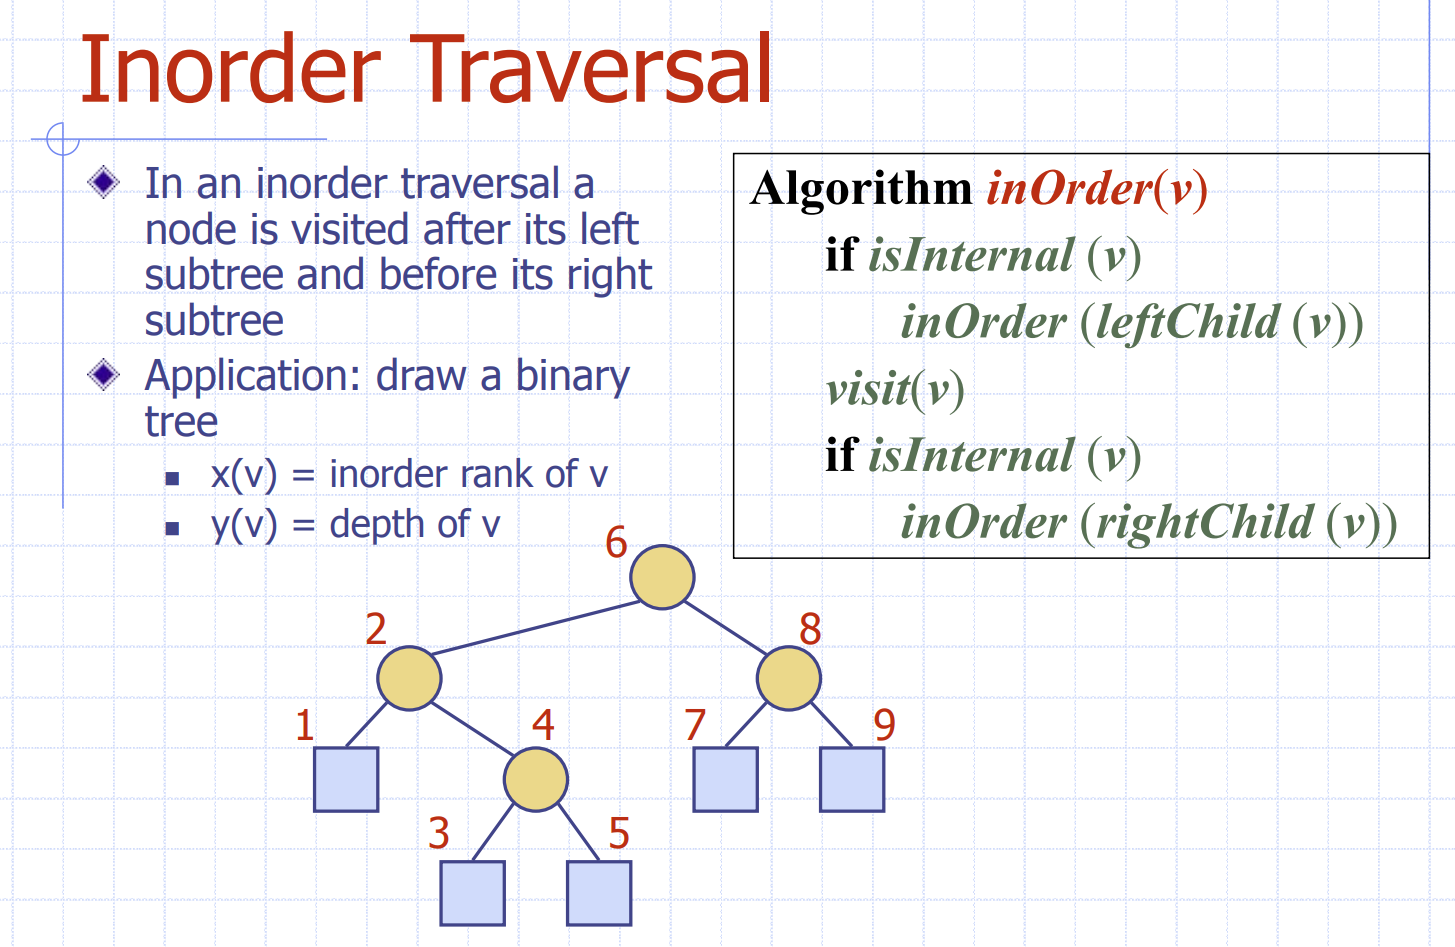 Inorder Traversal
In an inorder traversal a
node is visited after its left
subtree and before its right
subtree
Application: draw a binary
tree
x(v) = inorder rank of v
y(v) = depth of v
Algorithm inOrder(v)
if isInternal (v)
inOrder (leftChild (v))
visit(v)
if isInternal (v)
inOrder (rightChild (v))
6
2
8
1
4
7
9
3
5